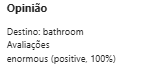 Opinião
Destino: bathroom
Avaliações
enormous (positive, 100%)